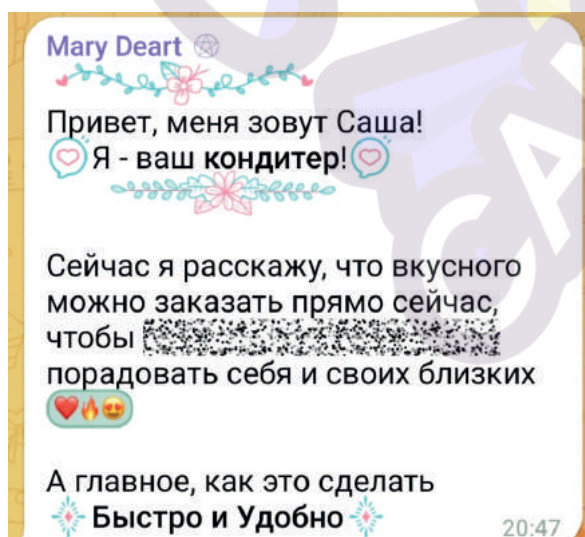 Mary Deart
Привет, меня зовут Саша!
Я - ваш кондитер!
Сейчас я расскажу, что вкусного
можно заказать прямо сейчас,
чтобы
порадовать себя и своих близких
А главное, как это сделать
Быстро и Удобно
20:47